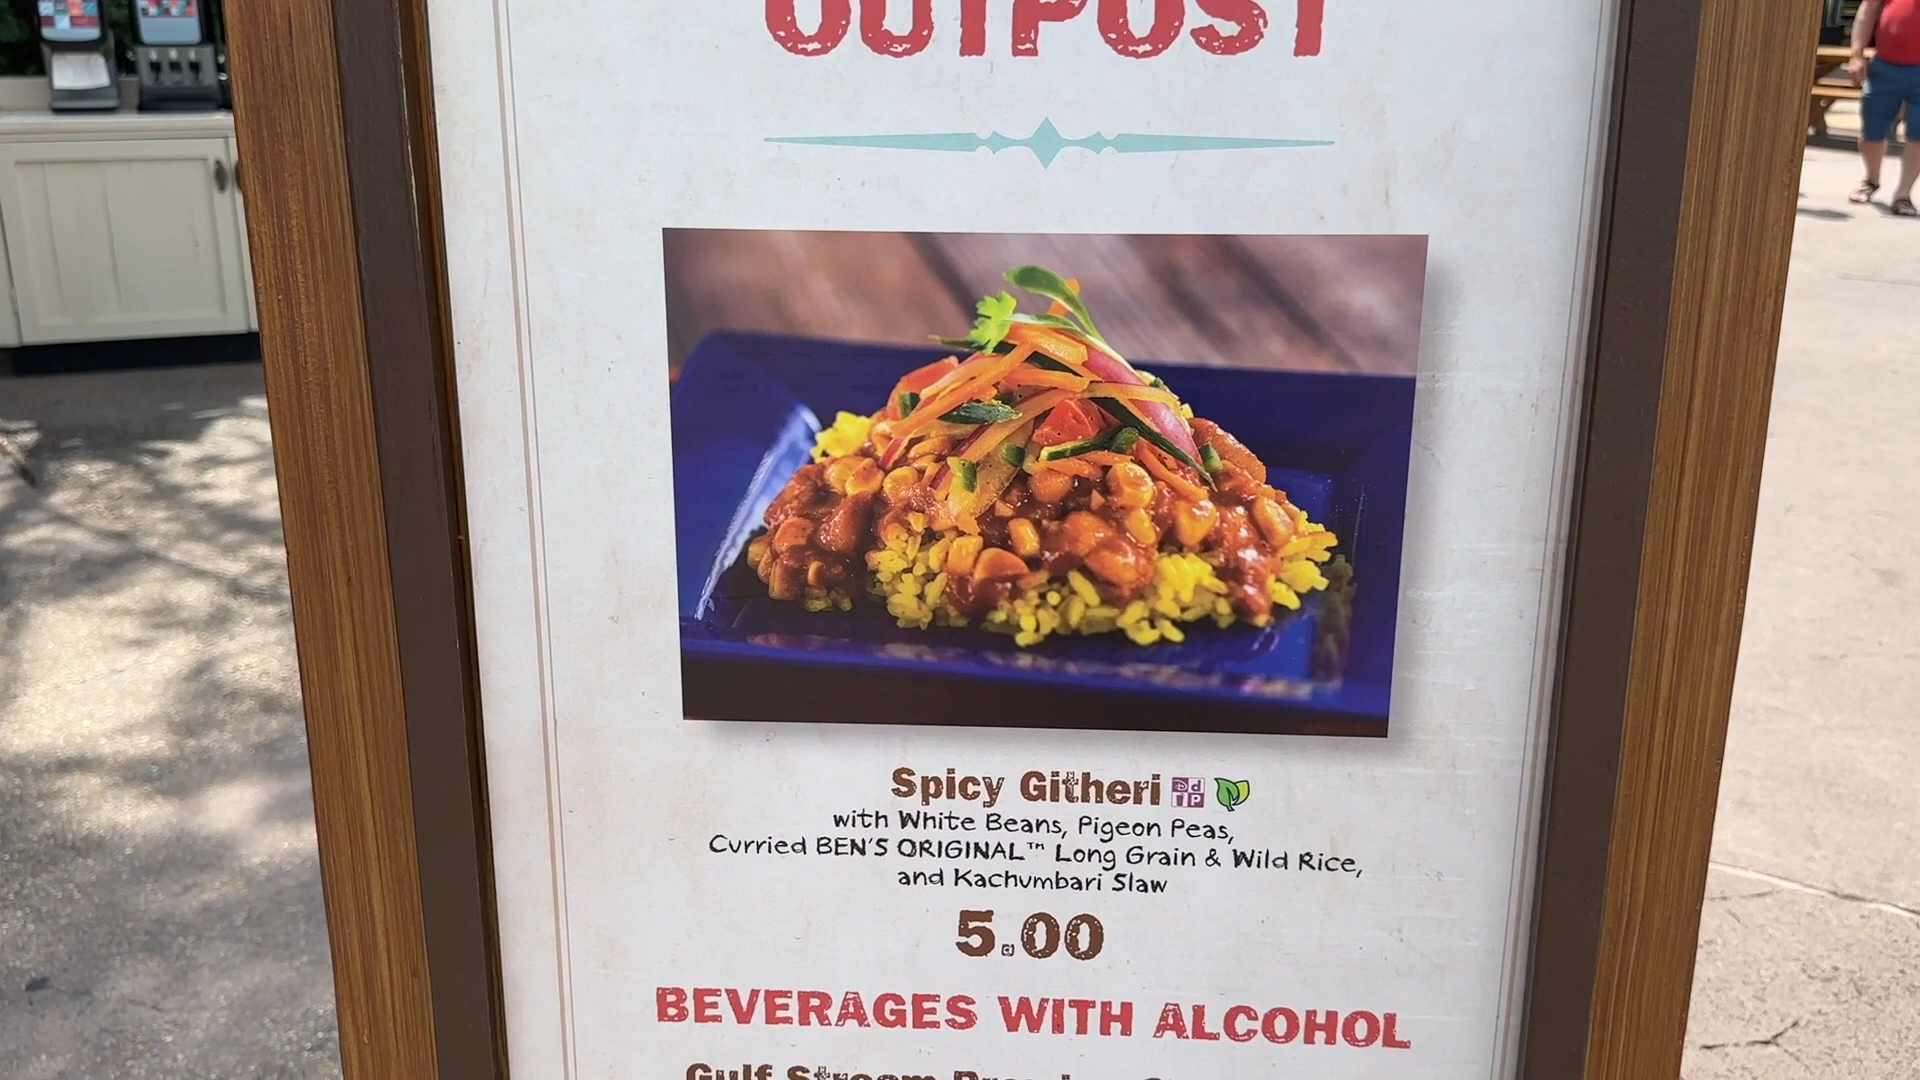 OUTPOST
Spicy Githeri
with White Beans, Pigeon Peas,
Curried BEN'S ORIGINAL™ Long Grain & Wild Rice,
and Kachumbari Slaw
5.00
BEVERAGES WITH ALCOHOL
Gulf Stream